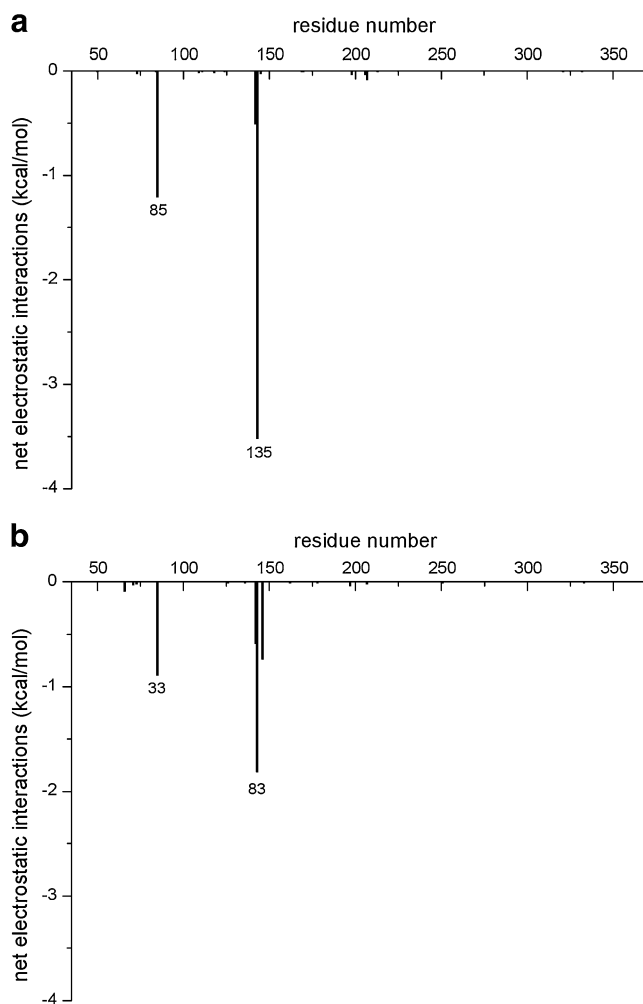 a
residue number
50 100 150 200 250 300 350
0
-1
85
-2
-3
135
-4
net electrostatic interactions (kcal/mol)
b
residue number
50 100 150 200 250 300 350
0
-1
33
-2
83
-3
-4
net electrostatic interactions (kcal/mol)